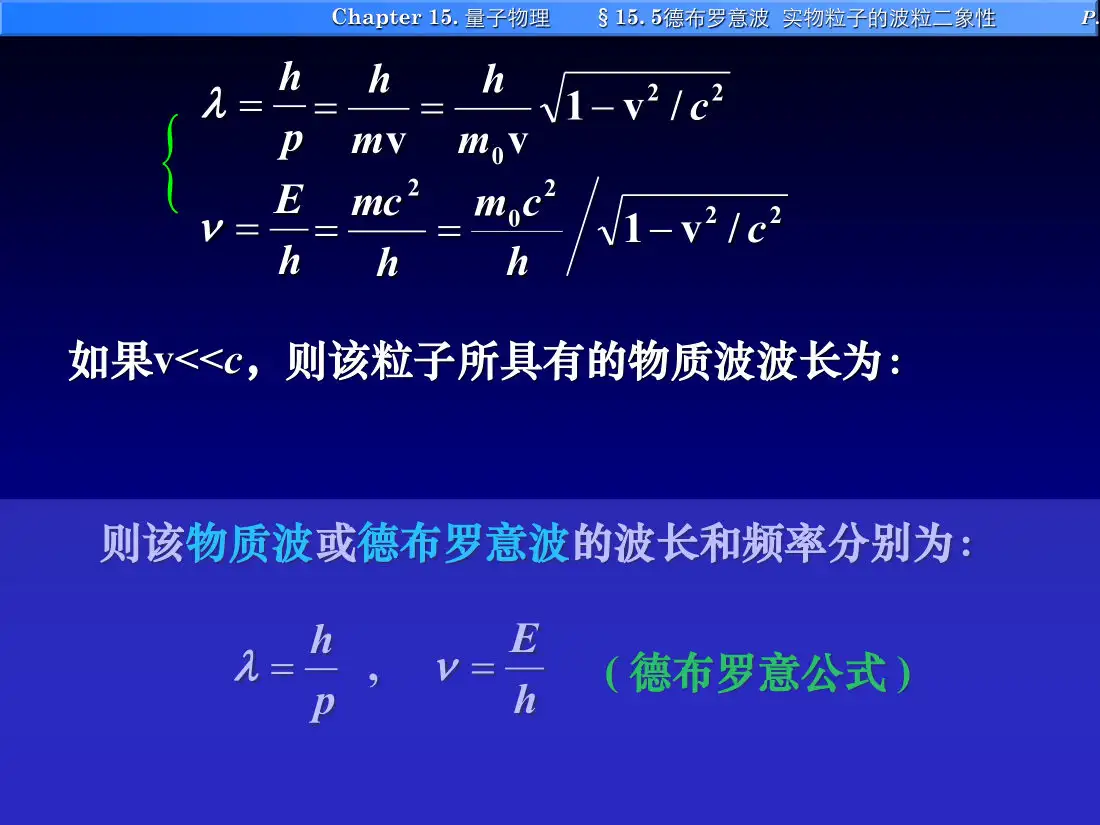 Chapter 15. 量子物理 §15.5德布罗意波 实物粒子的波粒二象性 P.
λ = h/p = h/mv = h/m₀v √1－v²/c²
ν = E/h = mc²/h = m₀c²/h / √1－v²/c²
如果v<<c，则该粒子所具有的物质波波长为：
则该物质波或德布罗意波的波长和频率分别为：
λ = h/p ， ν = E/h （德布罗意公式）